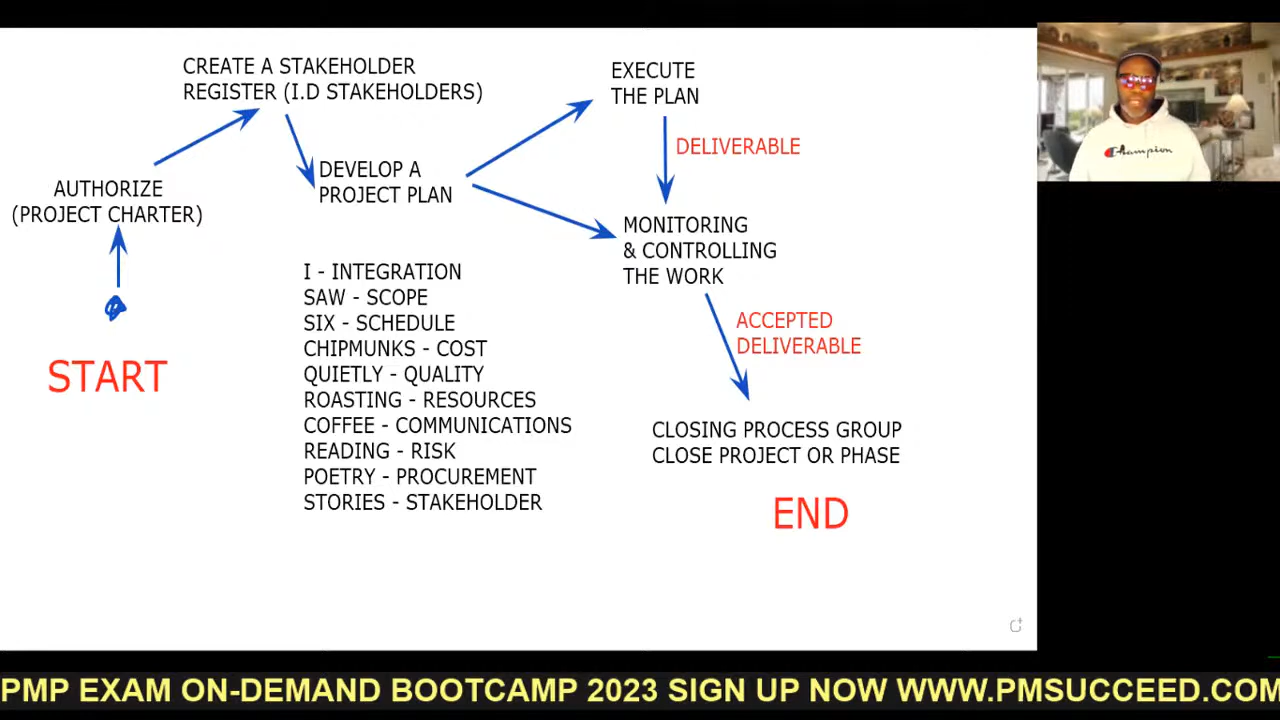 CREATE A STAKEHOLDER
REGISTER (I.D STAKEHOLDERS)
EXECUTE
THE PLAN
DELIVERABLE
DEVELOP A
PROJECT PLAN
AUTHORIZE
(PROJECT CHARTER)
MONITORING
& CONTROLLING
THE WORK
I - INTEGRATION
SAW - SCOPE
SIX - SCHEDULE
CHIPMUNKS - COST
QUIETLY - QUALITY
ROASTING - RESOURCES
COFFEE - COMMUNICATIONS
READING - RISK
POETRY - PROCUREMENT
STORIES - STAKEHOLDER
START
ACCEPTED
DELIVERABLE
CLOSING PROCESS GROUP
CLOSE PROJECT OR PHASE
END
Champion
PMP EXAM ON-DEMAND BOOTCAMP 2023 SIGN UP NOW WWW.PMSUCCEED.COM